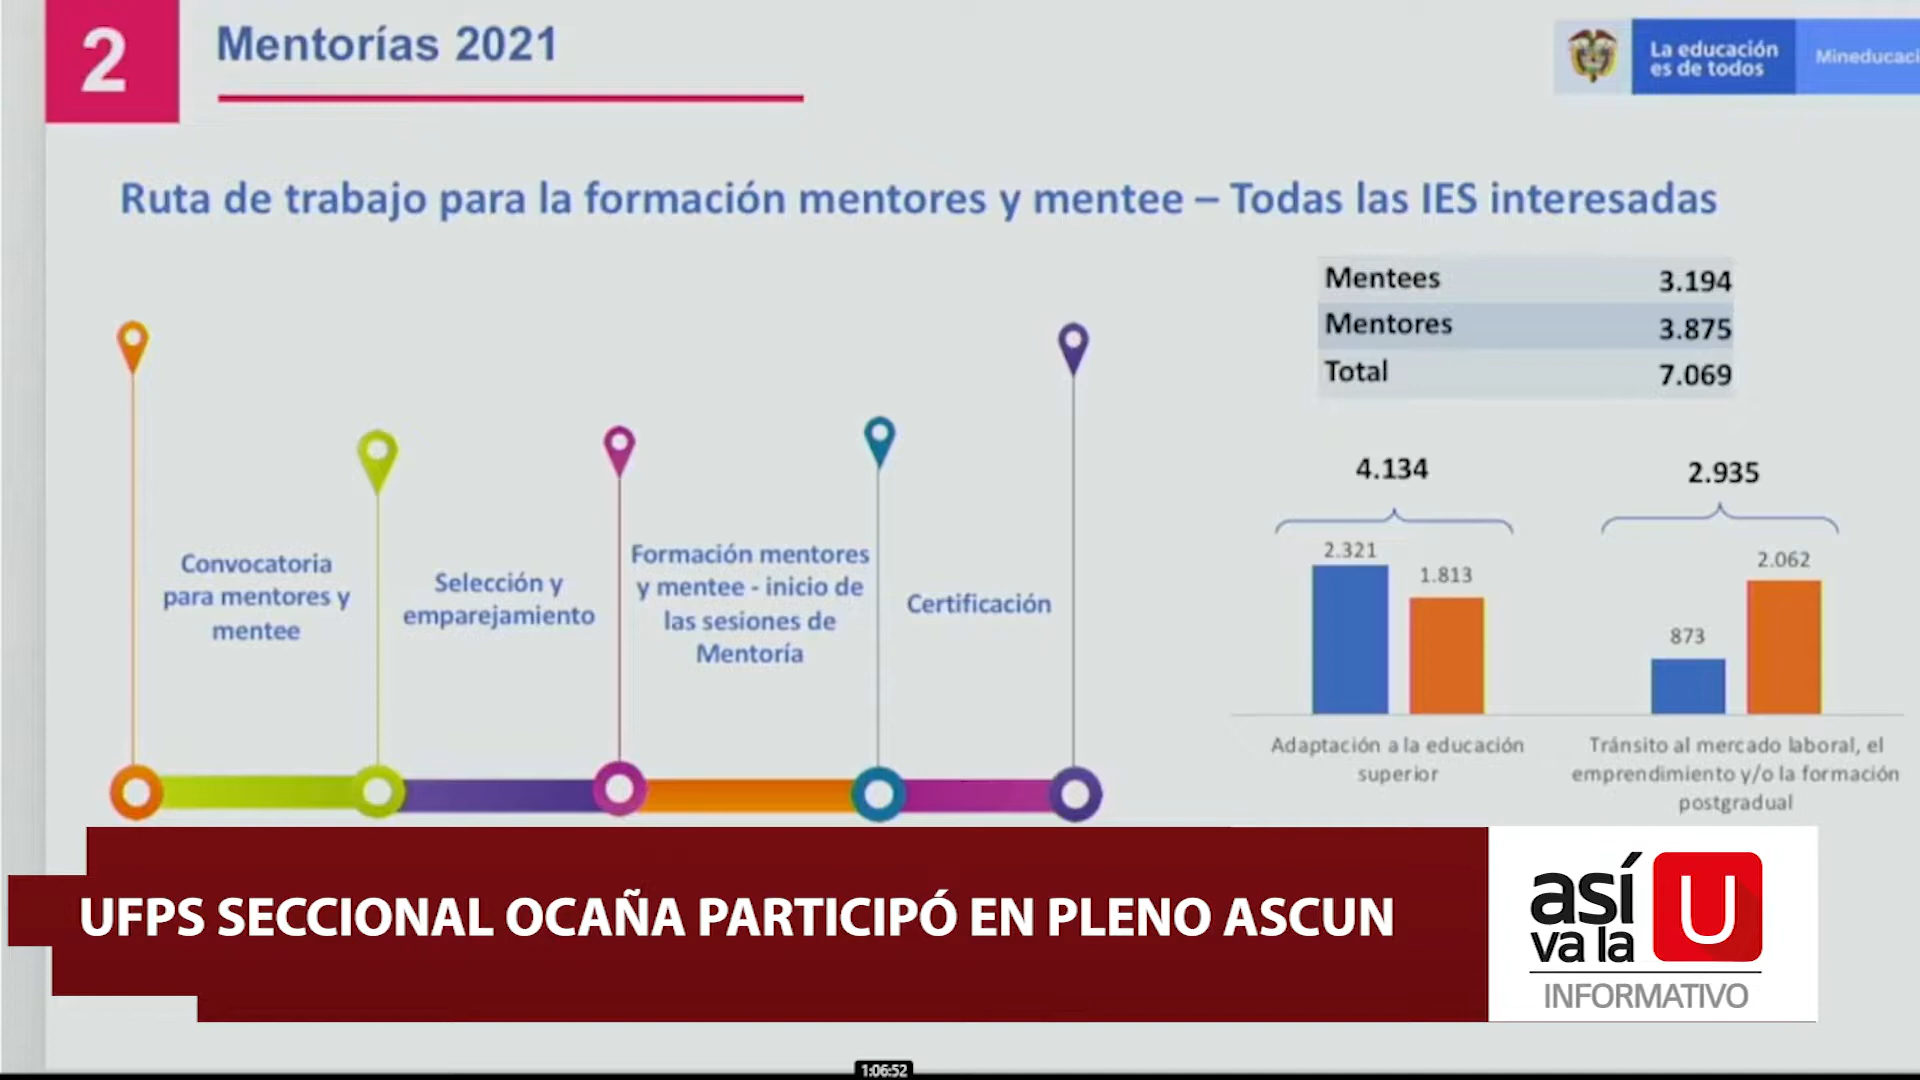 2
Mentorías 2021
La educación
es de todos
Mineducaci
Ruta de trabajo para la formación mentores y mentee – Todas las IES interesadas
Mentees 3.194
Mentores 3.875
Total 7.069
Convocatoria
para mentores y
mentee
Selección y
emparejamiento
Formación mentores
y mentee - inicio de
las sesiones de
Mentoría
Certificación
4.134
2.935
2.321
1.813
873
2.062
Adaptación a la educación
superior
Tránsito al mercado laboral, el
emprendimiento y/o la formación
postgradual
UFPS SECCIONAL OCAÑA PARTICIPÓ EN PLENO ASCUN
así
va la
U
INFORMATIVO
1:06:52